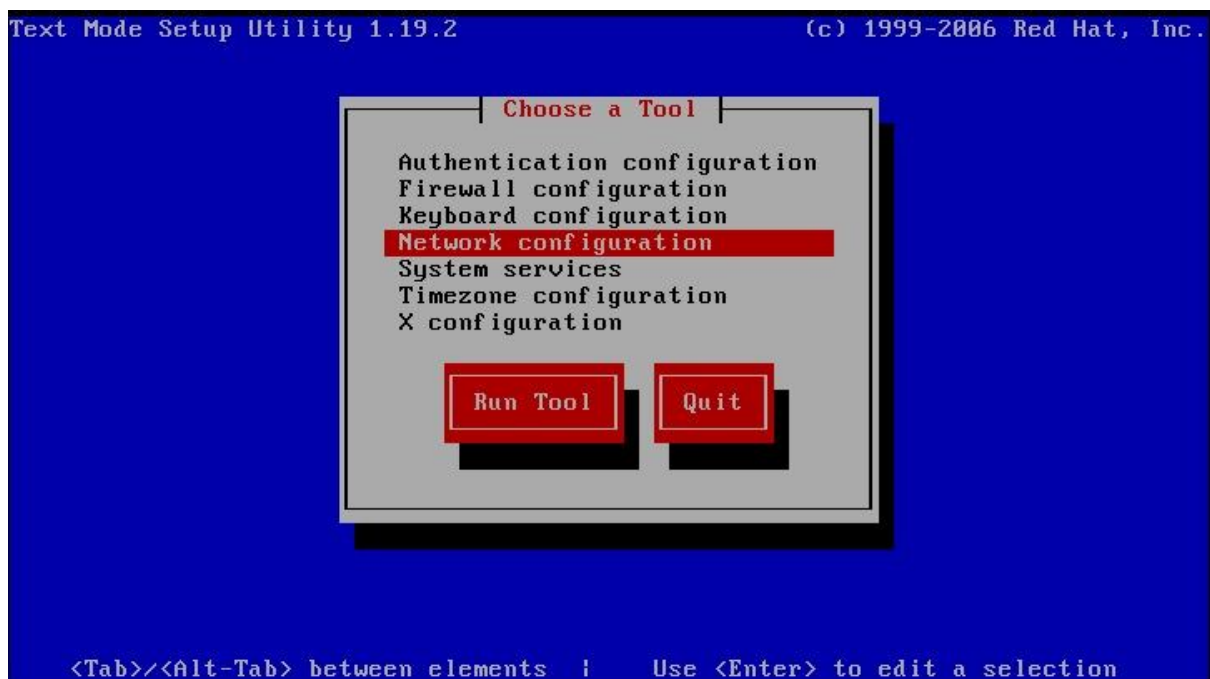 Text Mode Setup Utility 1.19.2 (c) 1999-2006 Red Hat, Inc.
Choose a Tool
Authentication configuration
Firewall configuration
Keyboard configuration
Network configuration
System services
Timezone configuration
X configuration
Run Tool Quit
<Tab>/<Alt-Tab> between elements | Use <Enter> to edit a selection